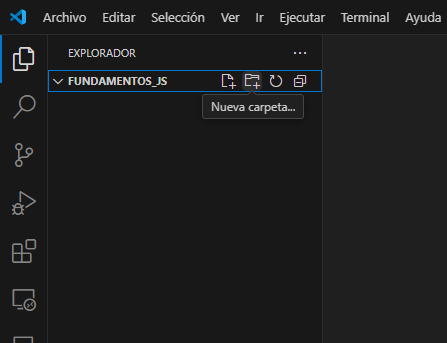 Archivo Editar Selección Ver Ir Ejecutar Terminal Ayuda
EXPLORADOR
FUNDAMENTOS_JS
Nueva carpeta...